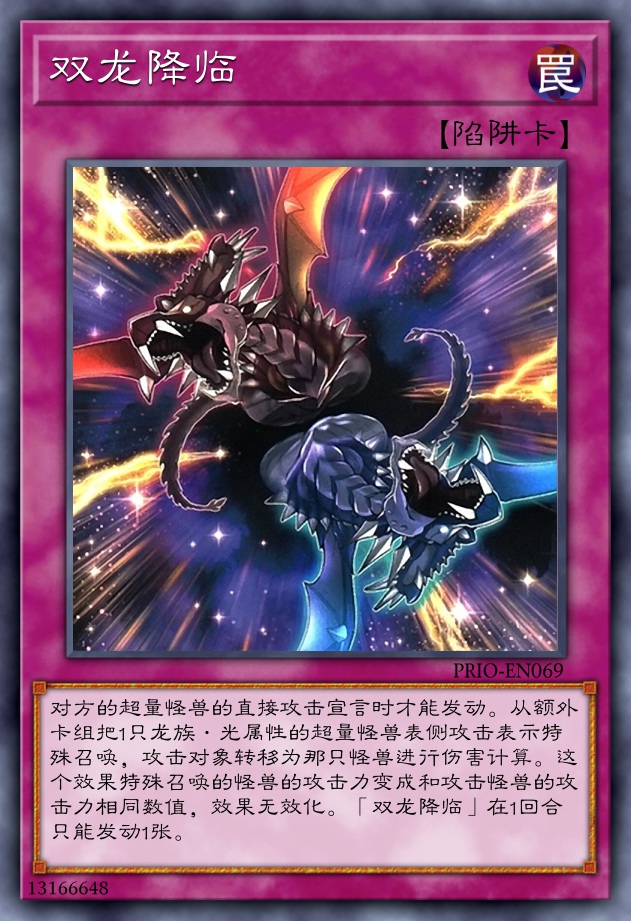 双龙降临
罠
【陷阱卡】
PRIO-EN069
对方的超量怪兽的直接攻击宣言时才能发动。从额外
卡组把1只龙族·光属性的超量怪兽表侧攻击表示特
殊召唤，攻击对象转移为那只怪兽进行伤害计算。这
个效果特殊召唤的怪兽的攻击力变成和攻击怪兽的攻
击力相同数值，效果无效化。「双龙降临」在1回合
只能发动1张。
13166648